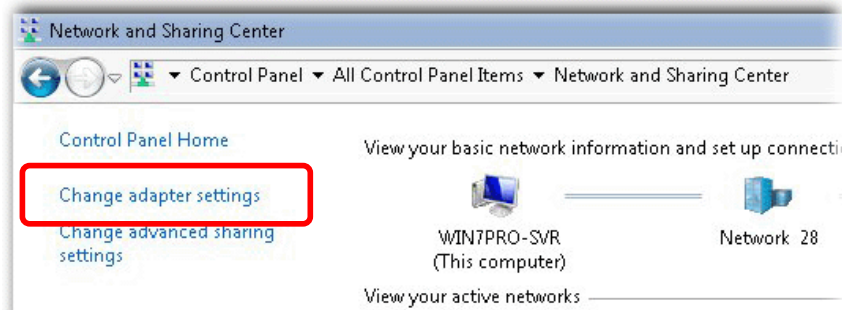 Network and Sharing Center
Control Panel ▾ All Control Panel Items ▾ Network and Sharing Center
Control Panel Home
Change adapter settings
Change advanced sharing
settings
View your basic network information and set up
WIN7PRO-SVR
(This computer)
Network 28
View your active networks